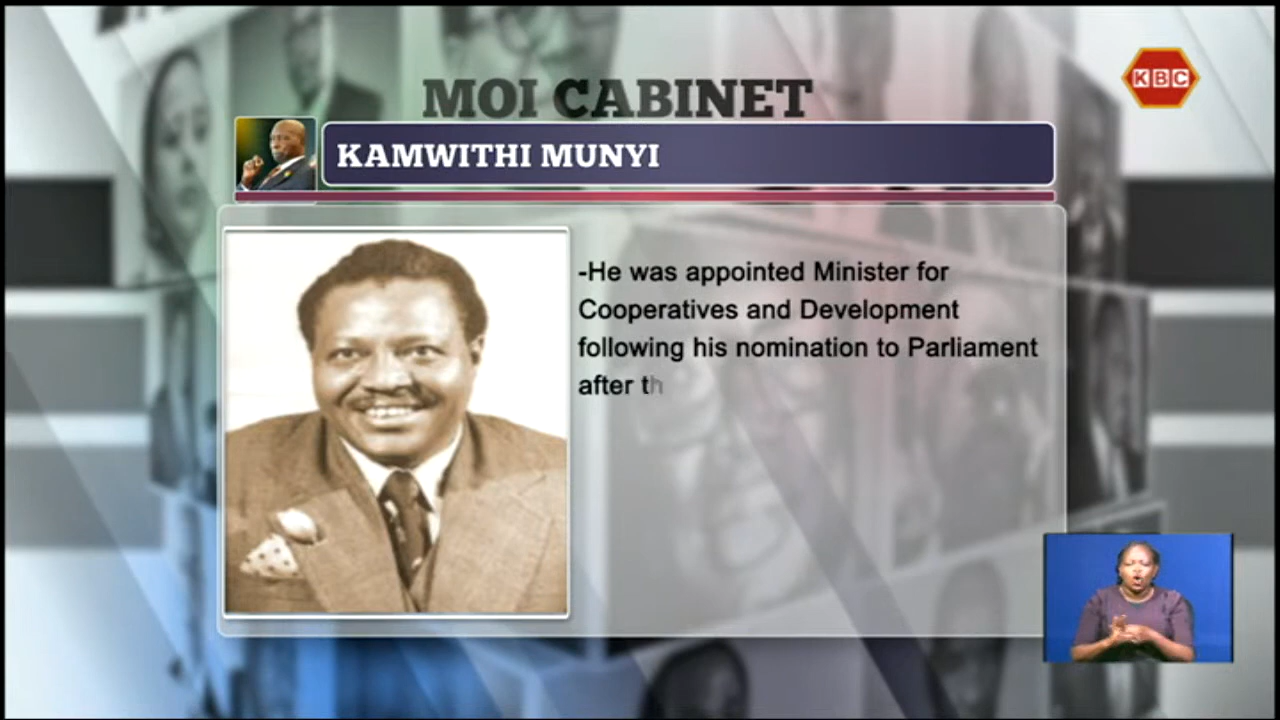 KBC
MOI CABINET
KAMWITHI MUNYI
-He was appointed Minister for
Cooperatives and Development
following his nomination to Parliament
after th